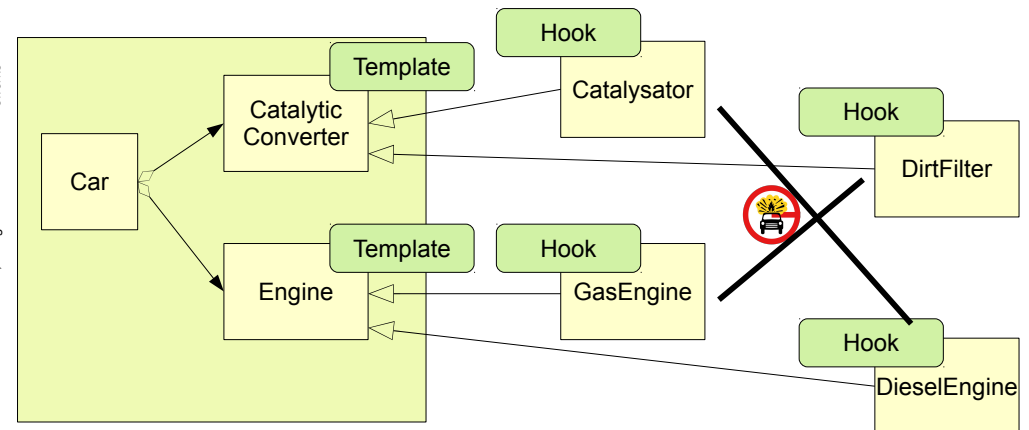 Hook
Template
Catalysator
Hook
Catalytic
Converter
DirtFilter
Car
Template
Hook
Engine
GasEngine
Hook
DieselEngine